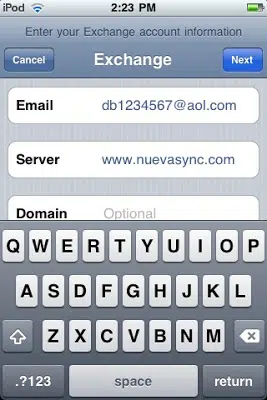 iPod 2:23 PM
Enter your Exchange account information
Cancel Exchange Next
Email db1234567@aol.com
Server www.nuevasync.com
Domain Optional
Q W E R T Y U I O P
A S D F G H J K L
Z X C V B N M
.?123 space return